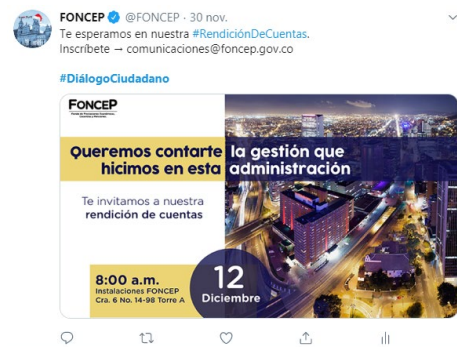 FONCEP @FONCEP · 30 nov.
Te esperamos en nuestra #RendiciónDeCuentas.
Inscríbete → comunicaciones@foncep.gov.co
#DiálogoCiudadano
FONCEP
Queremos contarte la gestión que
hicimos en esta administración
Te invitamos a nuestra
rendición de cuentas
8:00 a.m.
Instalaciones FONCEP
Cra. 6 No. 14-98 Torre A
12
Diciembre